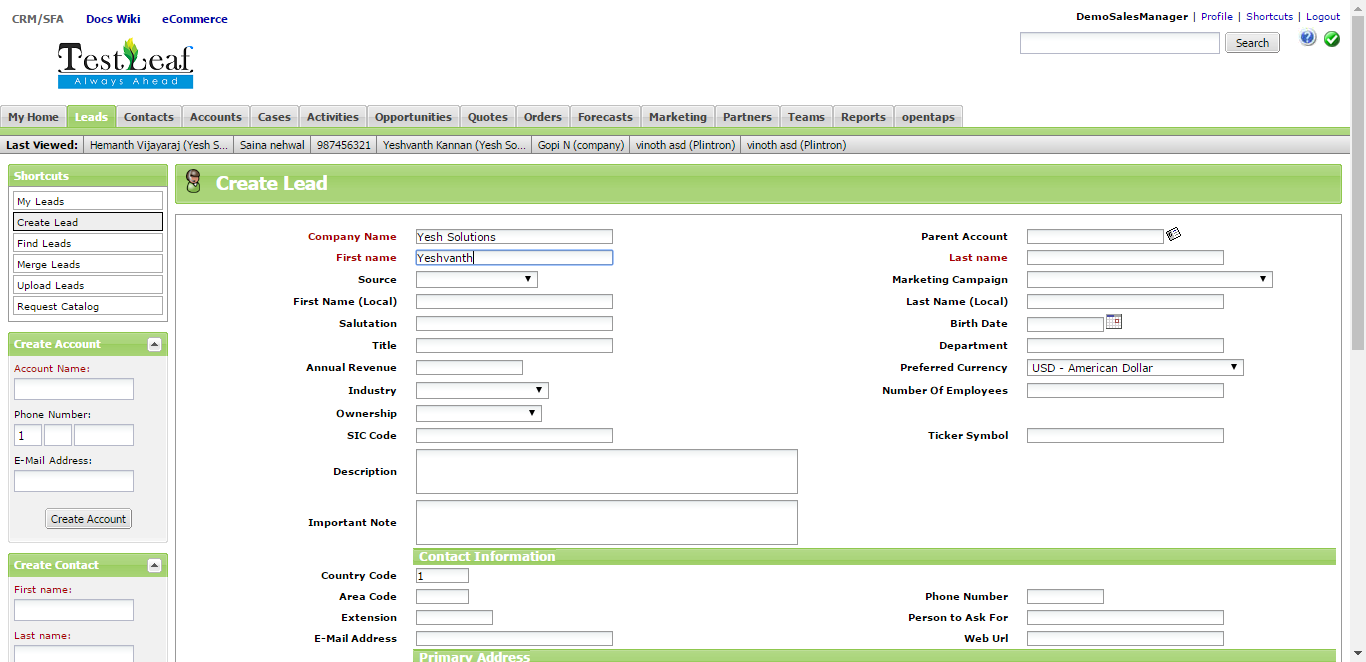 CRM/SFA Docs Wiki eCommerce
DemoSalesManager | Profile | Shortcuts | Logout
TestLeaf
Always Ahead
Search
My Home Leads Contacts Accounts Cases Activities Opportunities Quotes Orders Forecasts Marketing Partners Teams Reports opentaps
Last Viewed: Hemanth Vijayaraj (Yesh S... Saina nehwal 987456321 Yeshvanth Kannan (Yesh So... Gopi N (company) vinoth asd (Plintron) vinoth asd (Plintron)
Shortcuts
My Leads
Create Lead
Find Leads
Merge Leads
Upload Leads
Request Catalog
Create Account
Account Name:
Phone Number:
1
E-Mail Address:
Create Account
Create Contact
First name:
Last name:
Create Lead
Company Name Yesh Solutions Parent Account
First name Yeshvanth Last name
Source Marketing Campaign
First Name (Local) Last Name (Local)
Salutation Birth Date
Title Department
Annual Revenue Preferred Currency USD - American Dollar
Industry Number Of Employees
Ownership
SIC Code Ticker Symbol
Description
Important Note
Contact Information
Country Code 1
Area Code Phone Number
Extension Person to Ask For
E-Mail Address Web Url
Primary Address